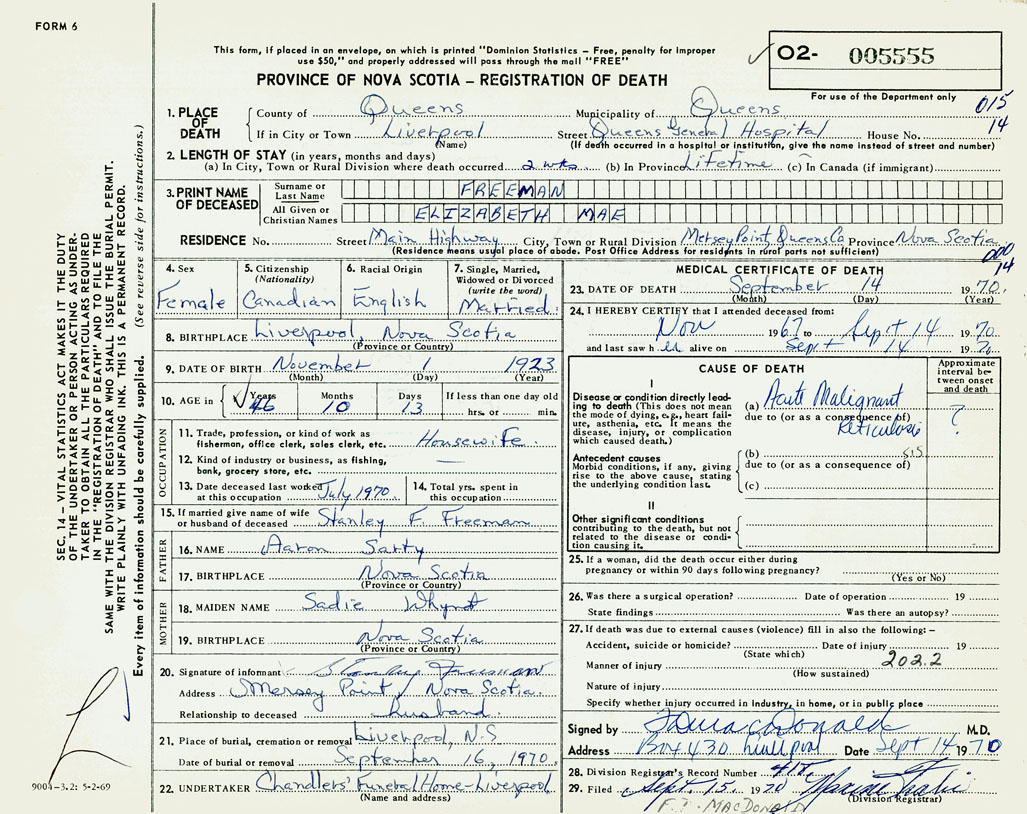 FORM 6
This form, if placed in an envelope, on which is printed "Dominion Statistics – Free, penalty for improper
use $50," and properly addressed will pass through the mail "FREE"
PROVINCE OF NOVA SCOTIA – REGISTRATION OF DEATH
O2- 005555
For use of the Department only
015
14
1. PLACE OF DEATH
County of Queens Municipality of Queens
If in City or Town Liverpool Street Queens General Hospital House No.
(Name) (If death occurred in a hospital or institution, give the name instead of street and number)
2. LENGTH OF STAY (in years, months and days)
(a) In City, Town or Rural Division where death occurred 2 wks (b) In Province Lifetime (c) In Canada (if immigrant)
3. PRINT NAME OF DECEASED
Surname or Last Name FREEMAN
All Given or Christian Names ELIZABETH MAE
RESIDENCE No. Street Main Highway City, Town or Rural Division Mersey Point, Queens Co Province Nova Scotia
(Residence means usual place of abode. Post Office Address for residents in rural parts not sufficient)
000
14
4. Sex
Female
5. Citizenship
(Nationality)
Canadian
6. Racial Origin
English
7. Single, Married,
Widowed or Divorced
(write the word)
Married
8. BIRTHPLACE Liverpool, Nova Scotia
(Province or Country)
9. DATE OF BIRTH November 1 1923
(Month) (Day) (Year)
10. AGE in Years 46 Months 10 Days 13 If less than one day old
hrs. or min.
OCCUPATION
11. Trade, profession, or kind of work as
fisherman, office clerk, sales clerk, etc. Housewife
12. Kind of industry or business, as fishing,
bank, grocery store, etc. —
13. Date deceased last worked
at this occupation July 1970
14. Total yrs. spent in
this occupation
15. If married give name of wife
or husband of deceased Stanley F. Freeman
FATHER
16. NAME Aaron Sarty
17. BIRTHPLACE Nova Scotia
(Province or Country)
MOTHER
18. MAIDEN NAME Sadie Whynot
19. BIRTHPLACE Nova Scotia
(Province or Country)
20. Signature of informant Stanley Freeman
Address Mersey Point, Nova Scotia.
Relationship to deceased husband.
21. Place of burial, cremation or removal Liverpool, N.S
Date of burial or removal September 16, 1970
22. UNDERTAKER Chandlers' Funeral Home - Liverpool
(Name and address)
MEDICAL CERTIFICATE OF DEATH
23. DATE OF DEATH September 14 1970.
(Month) (Day) (Year)
24. I HEREBY CERTIFY that I attended deceased from:
Nov 1967 to Sept 14 1970
and last saw h er alive on Sept 14 1970
CAUSE OF DEATH
Approximate
interval be-
tween onset
and death
I
Disease or condition directly lead-
ing to death (This does not mean
the mode of dying, e.g., heart fail-
ure, asthenia, etc. It means the
disease, injury, or complication
which caused death.)
(a) Acute Malignant
due to (or as a consequence of)
Reticulosis
?
Antecedent causes
Morbid conditions, if any, giving
rise to the above cause, stating
the underlying condition last.
(b)
due to (or as a consequence of)
(c)
II
Other significant conditions
contributing to the death, but not
related to the disease or condi-
tion causing it.
25. If a woman, did the death occur either during
pregnancy or within 90 days following pregnancy?
(Yes or No)
26. Was there a surgical operation? Date of operation 19
State findings Was there an autopsy?
27. If death was due to external causes (violence) fill in also the following: –
Accident, suicide or homicide? Date of injury 19
(State which)
202.2
Manner of injury
(How sustained)
Nature of injury
Specify whether injury occurred in industry, in home, or in public place
Signed by F. J. MacDonald M.D.
Address Box 430 Liverpool Date Sept 14 1970
28. Division Registrar's Record Number 415
29. Filed Sept. 15. 1970
(Division Registrar)
F.J. MACDONALD
SEC. 14 – VITAL STATISTICS ACT MAKES IT THE DUTY
OF THE UNDERTAKER OR PERSON ACTING AS UNDER-
TAKER TO OBTAIN ALL THE PARTICULARS REQUIRED
IN THE "REGISTRATION OF DEATH" AND TO FILE THE
SAME WITH THE DIVISION REGISTRAR WHO SHALL ISSUE THE BURIAL PERMIT.
WRITE PLAINLY WITH UNFADING INK. THIS IS A PERMANENT RECORD.
Every item of information should be carefully supplied. (See reverse side for instructions.)
9004-3.2: 5-2-69